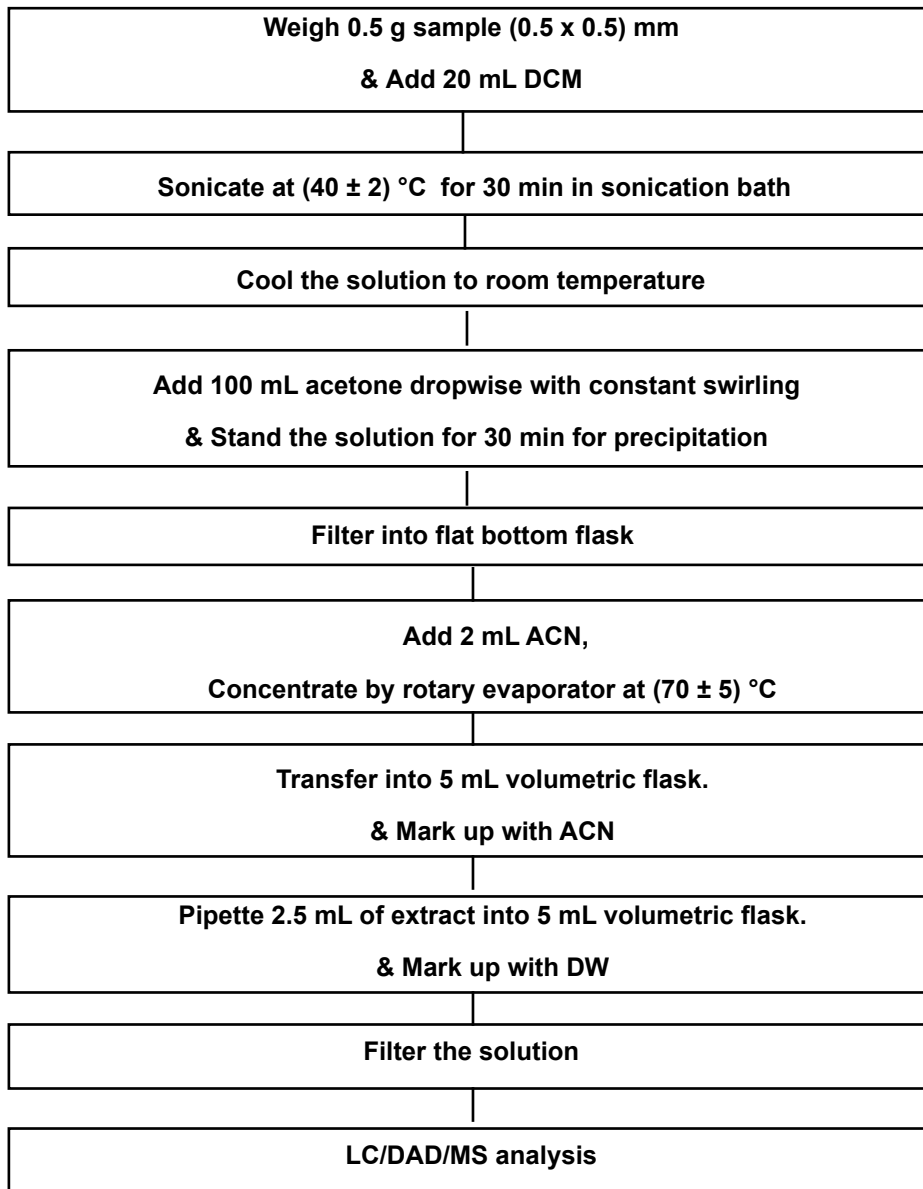 Weigh 0.5 g sample (0.5 x 0.5) mm
& Add 20 mL DCM
Sonicate at (40 ± 2) °C for 30 min in sonication bath
Cool the solution to room temperature
Add 100 mL acetone dropwise with constant swirling
& Stand the solution for 30 min for precipitation
Filter into flat bottom flask
Add 2 mL ACN,
Concentrate by rotary evaporator at (70 ± 5) °C
Transfer into 5 mL volumetric flask.
& Mark up with ACN
Pipette 2.5 mL of extract into 5 mL volumetric flask.
& Mark up with DW
Filter the solution
LC/DAD/MS analysis